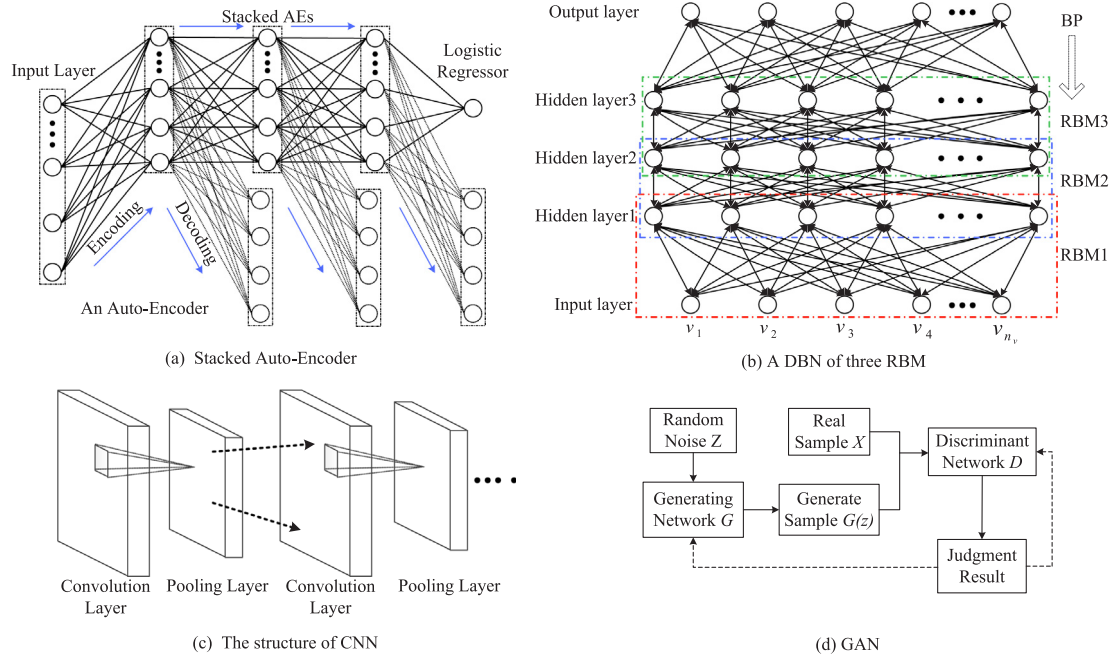 Stacked AEs
Input Layer
Logistic
Regressor
Encoding
Decoding
An Auto-Encoder
(a) Stacked Auto-Encoder
Output layer
BP
Hidden layer3
RBM3
Hidden layer2
RBM2
Hidden layer1
RBM1
Input layer
v1 v2 v3 v4 vnv
(b) A DBN of three RBM
Convolution
Layer
Pooling Layer
Convolution
Layer
Pooling Layer
(c) The structure of CNN
Random
Noise Z
Real
Sample X
Discriminant
Network D
Generating
Network G
Generate
Sample G(z)
Judgment
Result
(d) GAN